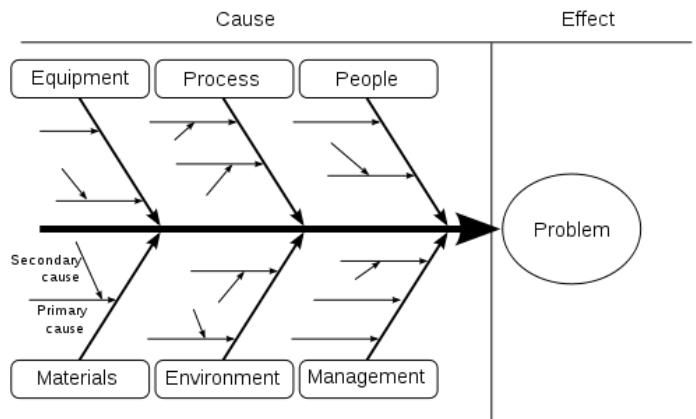 Cause
Effect
Equipment
Process
People
Problem
Secondary
cause
Primary
cause
Materials
Environment
Management